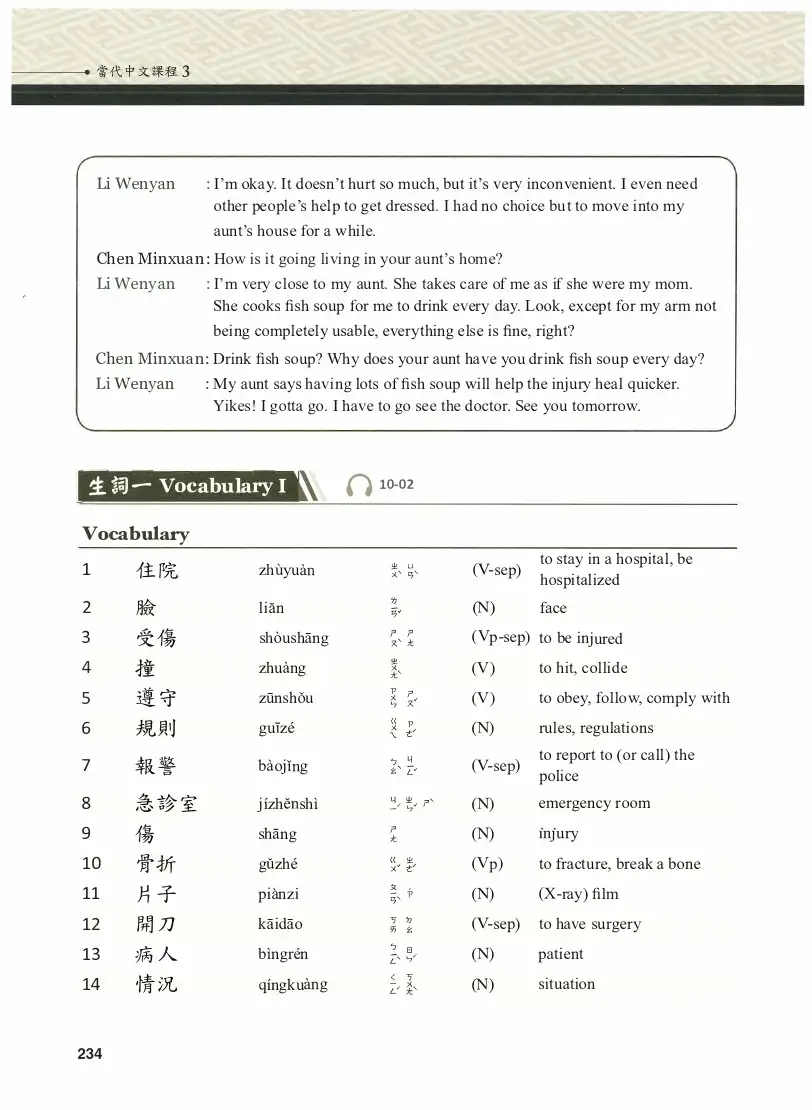 當代中文課程 3
Li Wenyan : I'm okay. It doesn't hurt so much, but it's very inconvenient. I even need
other people's help to get dressed. I had no choice but to move into my
aunt's house for a while.
Chen Minxuan: How is it going living in your aunt's home?
Li Wenyan : I'm very close to my aunt. She takes care of me as if she were my mom.
She cooks fish soup for me to drink every day. Look, except for my arm not
being completely usable, everything else is fine, right?
Chen Minxuan: Drink fish soup? Why does your aunt have you drink fish soup every day?
Li Wenyan : My aunt says having lots of fish soup will help the injury heal quicker.
Yikes! I gotta go. I have to go see the doctor. See you tomorrow.
生詞一 Vocabulary I 10-02
Vocabulary
1 住院 zhùyuàn ㄓㄨˋ ㄩㄢˋ (V-sep) to stay in a hospital, be
hospitalized
2 臉 liǎn ㄌㄧㄢˇ (N) face
3 受傷 shòushāng ㄕㄡˋ ㄕㄤ (Vp-sep) to be injured
4 撞 zhuàng ㄓㄨㄤˋ (V) to hit, collide
5 遵守 zūnshǒu ㄗㄨㄣ ㄕㄡˇ (V) to obey, follow, comply with
6 規則 guīzé ㄍㄨㄟ ㄗㄜˊ (N) rules, regulations
7 報警 bàojǐng ㄅㄠˋ ㄐㄧㄥˇ (V-sep) to report to (or call) the
police
8 急診室 jízhěnshì ㄐㄧˊ ㄓㄣˇ ㄕˋ (N) emergency room
9 傷 shāng ㄕㄤ (N) injury
10 骨折 gǔzhé ㄍㄨˇ ㄓㄜˊ (Vp) to fracture, break a bone
11 片子 piànzi ㄆㄧㄢˋ ㄗ˙ (N) (X-ray) film
12 開刀 kāidāo ㄎㄞ ㄉㄠ (V-sep) to have surgery
13 病人 bìngrén ㄅㄧㄥˋ ㄖㄣˊ (N) patient
14 情況 qíngkuàng ㄑㄧㄥˊ ㄎㄨㄤˋ (N) situation
234